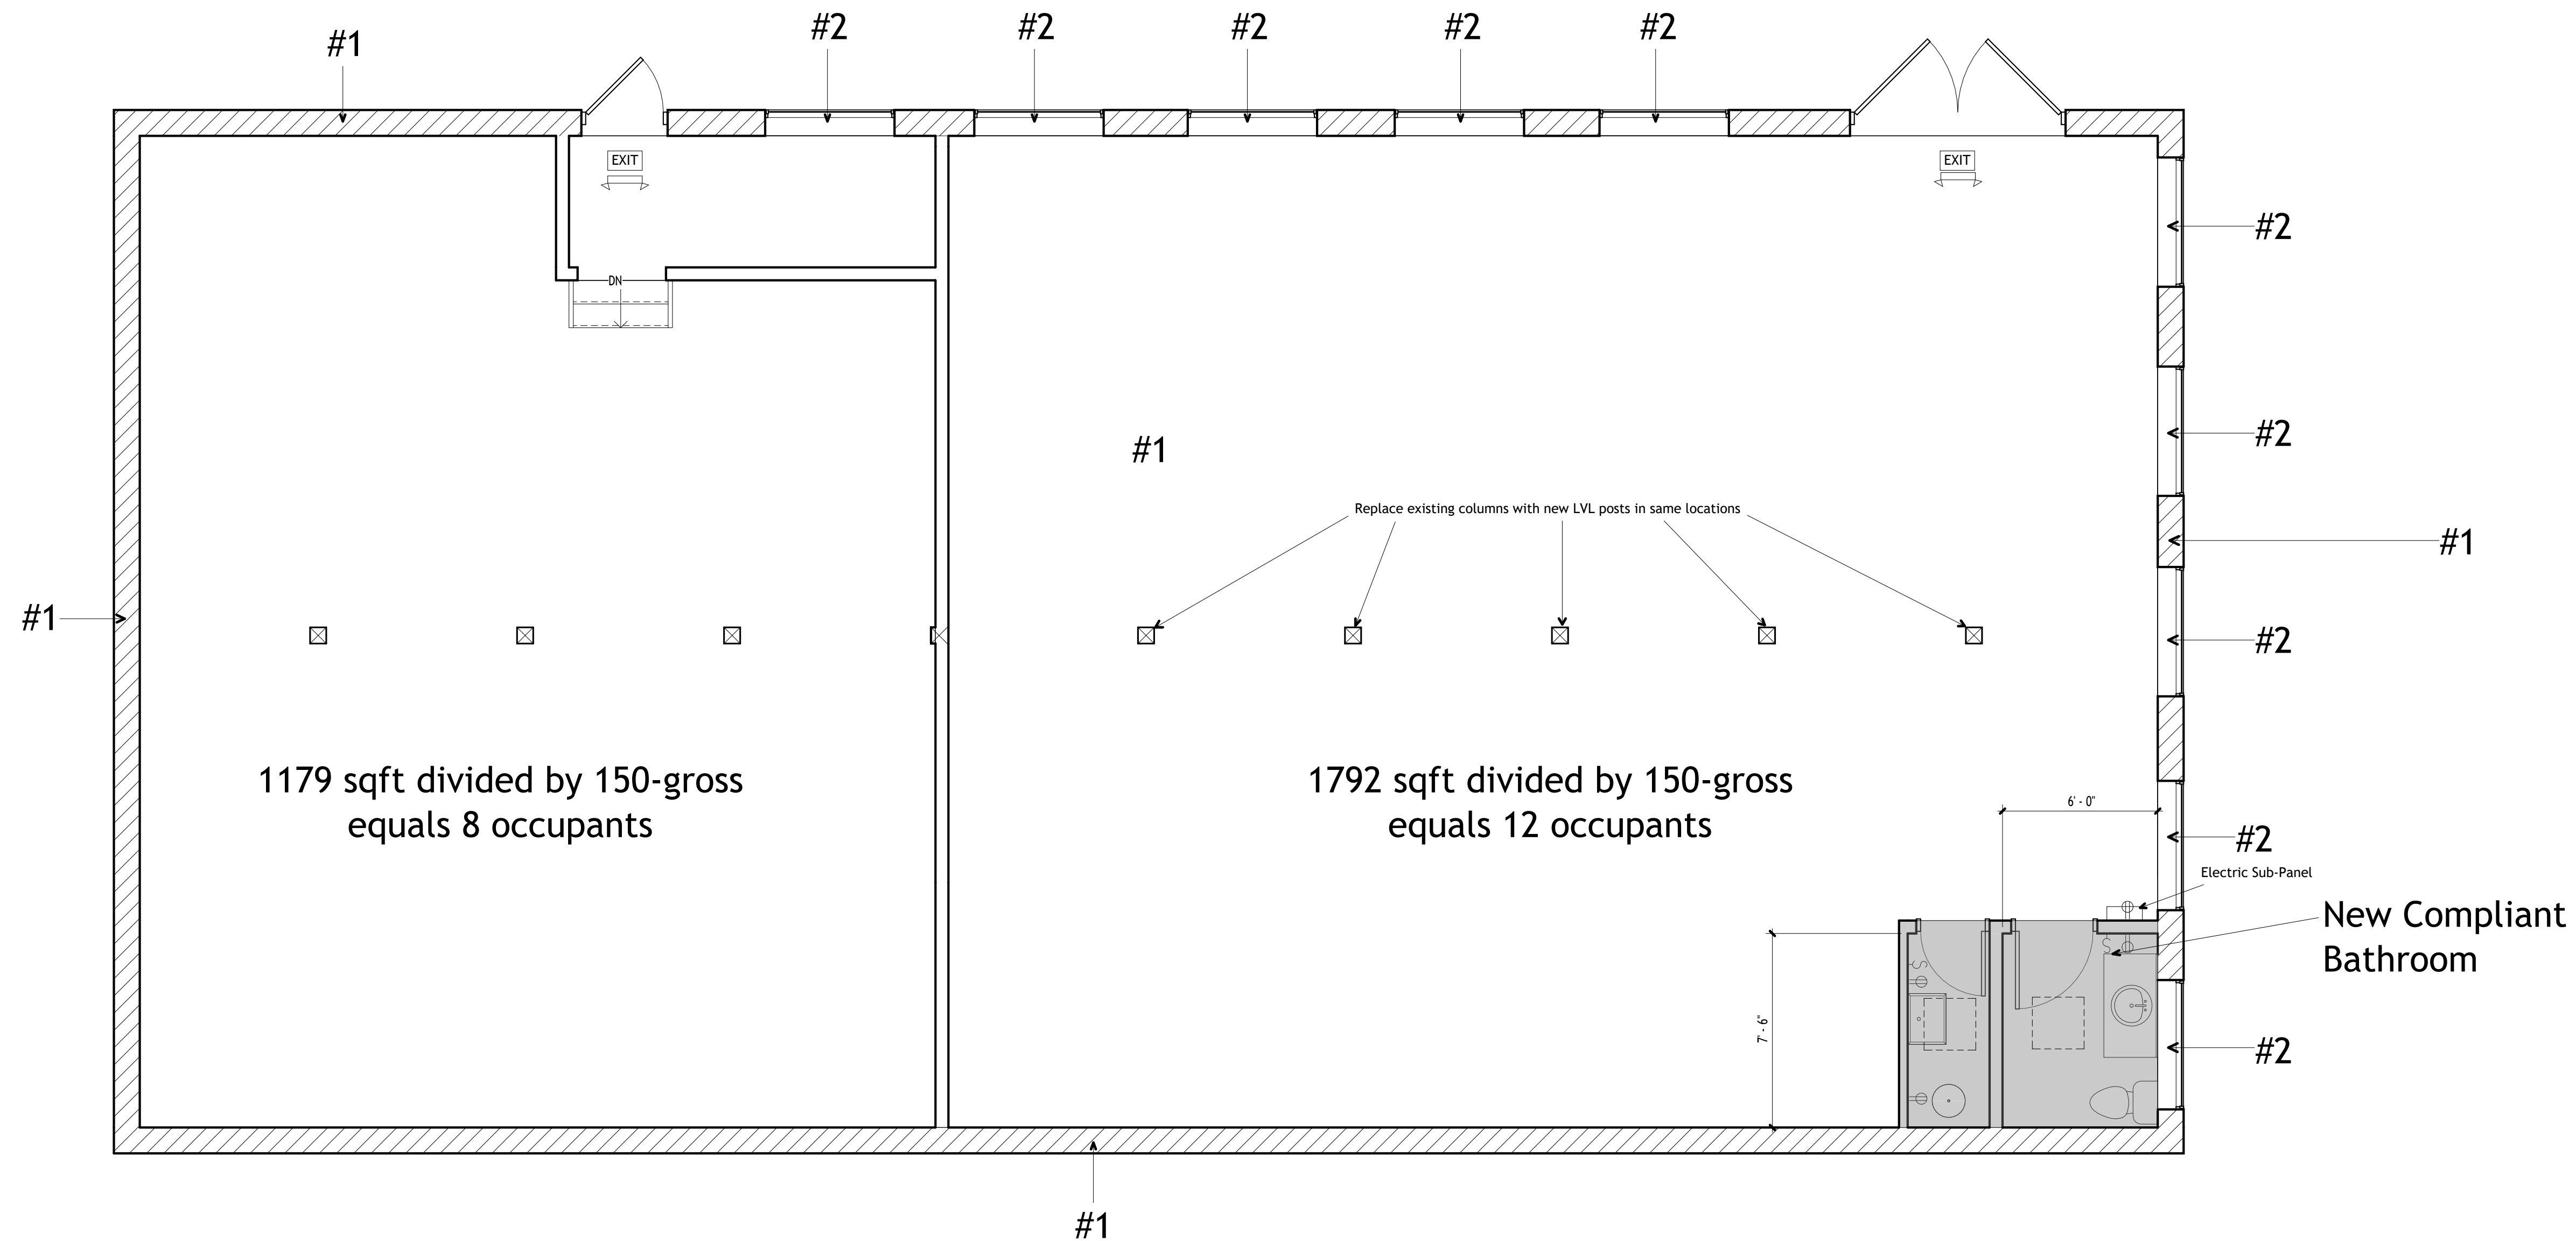 #1
#2
#2
#2
#2
#2
EXIT
EXIT
#2
DN
#2
#1
Replace existing columns with new LVL posts in same locations
#1
#1
#2
1179 sqft divided by 150-gross
equals 8 occupants
1792 sqft divided by 150-gross
equals 12 occupants
6' - 0"
#2
Electric Sub-Panel
New Compliant
Bathroom
S
S
7' - 6"
#2
#1